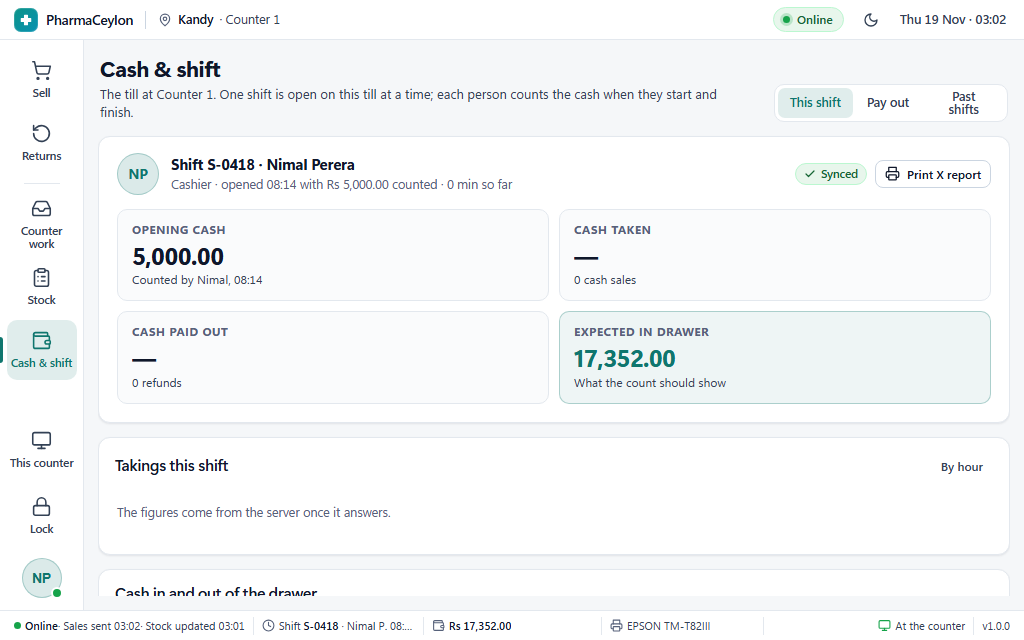 PharmaCeylon
Kandy · Counter 1
Online
Thu 19 Nov · 03:02
Sell
Returns
Counter work
Stock
Cash & shift
This counter
Lock
NP
Cash & shift
The till at Counter 1. One shift is open on this till at a time; each person counts the cash when they start and
finish.
This shift
Pay out
Past shifts
NP
Shift S-0418 · Nimal Perera
Cashier · opened 08:14 with Rs 5,000.00 counted · 0 min so far
Synced
Print X report
OPENING CASH
5,000.00
Counted by Nimal, 08:14
CASH TAKEN
—
0 cash sales
CASH PAID OUT
—
0 refunds
EXPECTED IN DRAWER
17,352.00
What the count should show
Takings this shift
By hour
The figures come from the server once it answers.
Cash in and out of the drawer
Online · Sales sent 03:02 · Stock updated 03:01
Shift S-0418 · Nimal P. 08:...
Rs 17,352.00
EPSON TM-T82III
At the counter
v1.0.0